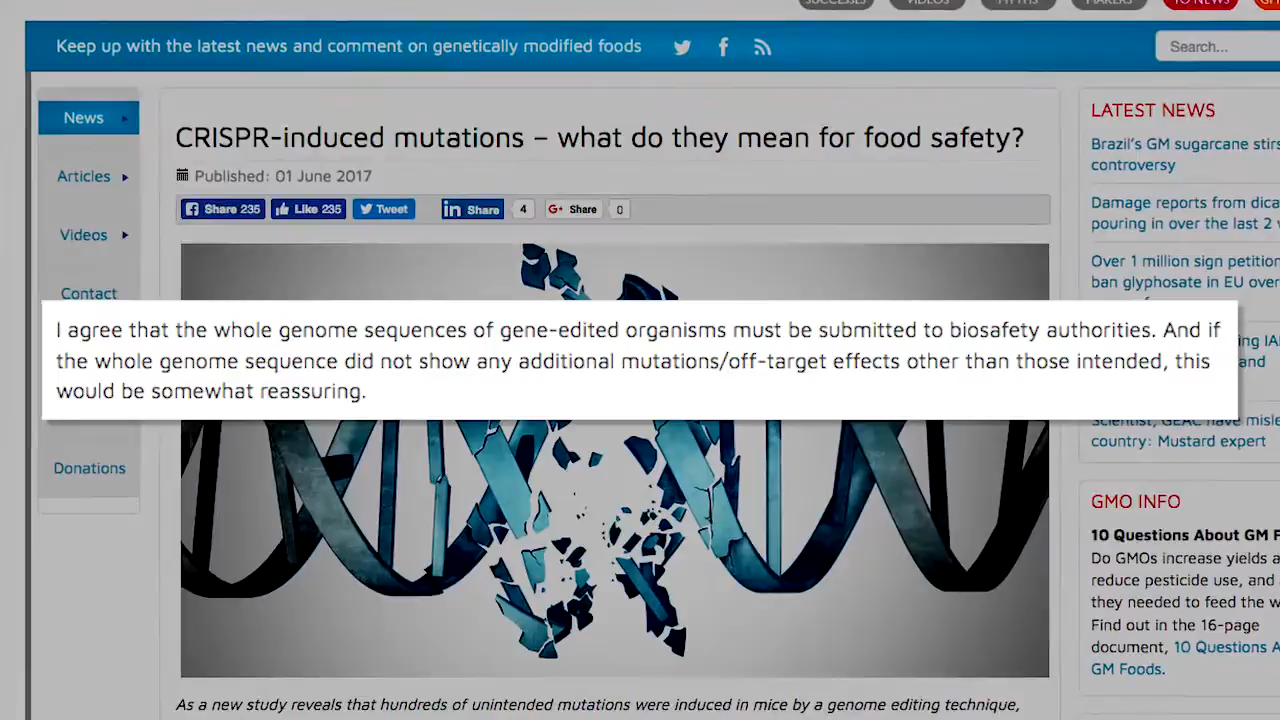 SUCCESSES VIDEOS MYTHS MAKERS
Keep up with the latest news and comment on genetically modified foods
Search...
News
Articles
Videos
Contact
Donations
CRISPR-induced mutations – what do they mean for food safety?
Published: 01 June 2017
Share 235 Like 235 Tweet in Share 4 G+ Share 0
I agree that the whole genome sequences of gene-edited organisms must be submitted to biosafety authorities. And if
the whole genome sequence did not show any additional mutations/off-target effects other than those intended, this
would be somewhat reassuring.
As a new study reveals that hundreds of unintended mutations were induced in mice by a genome editing technique,
LATEST NEWS
Brazil's GM sugarcane
controversy
Damage reports from
pouring in over the last 2
Over 1 million sign petition
ban glyphosate in EU over
and
Scientist, GEAC have
country: Mustard expert
GMO INFO
10 Questions About GM
Do GMOs increase yields
reduce pesticide use, and
they needed to feed the
Find out in the 16-page
document, 10 Questions
GM Foods.